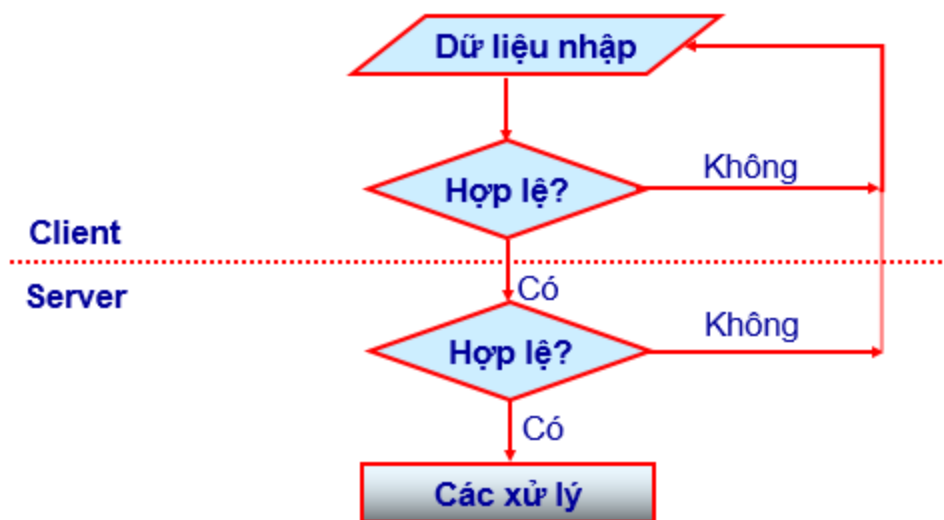 Dữ liệu nhập
Hợp lệ?
Không
Client
Server
Có
Hợp lệ?
Không
Có
Các xử lý